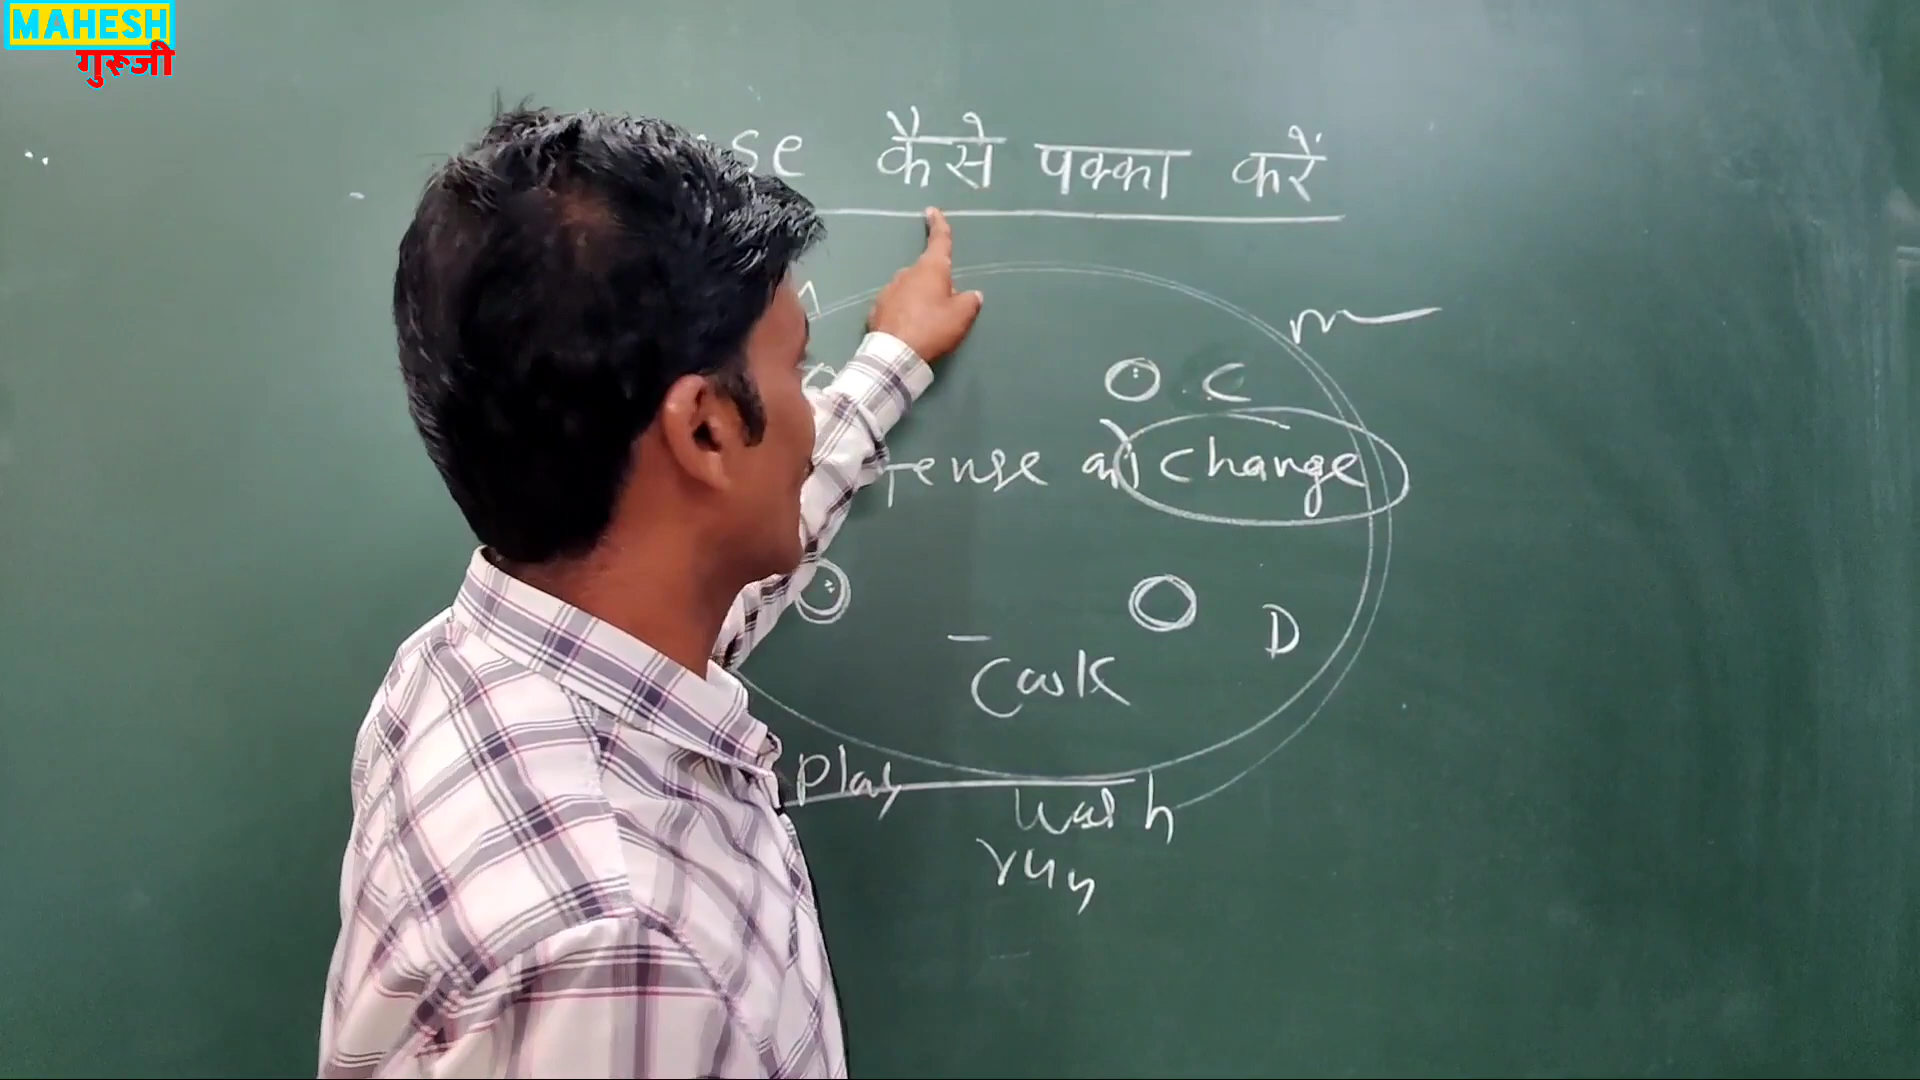 MAHESH
गुरूजी
se कैसे पक्का करें
C
Tense का change
D
Cook
Play
wash
run